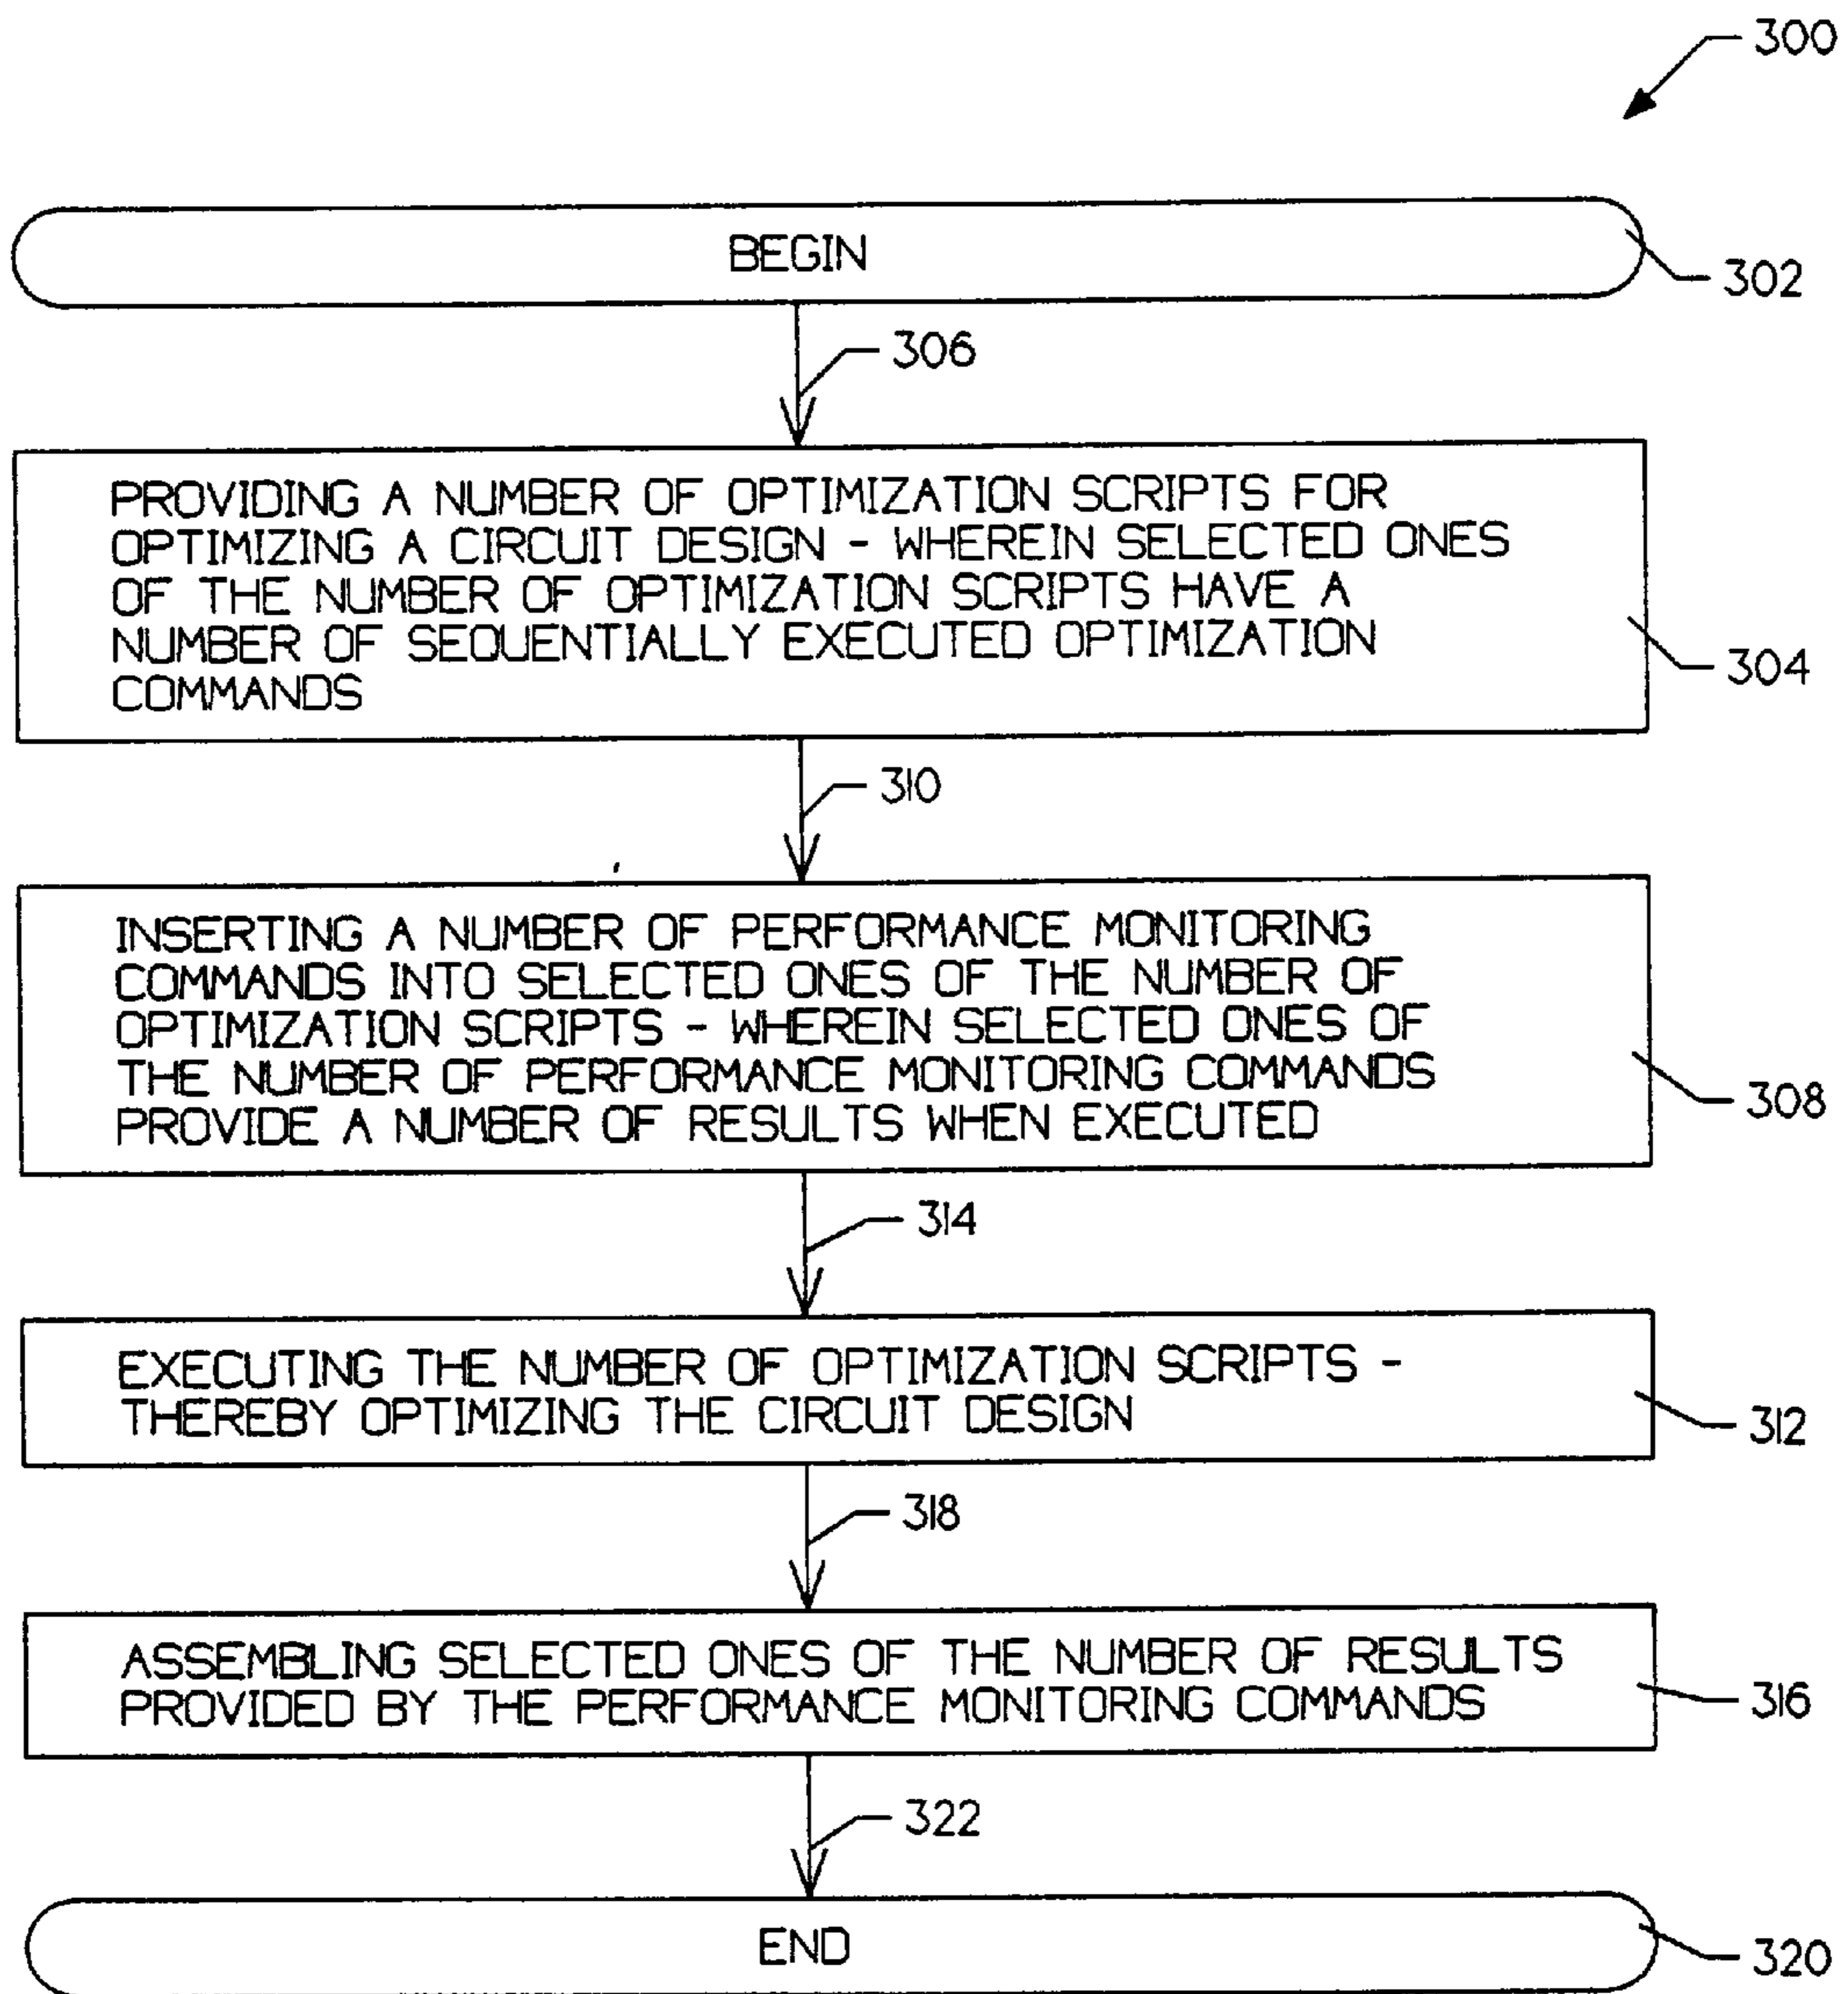 300
BEGIN
302
306
PROVIDING A NUMBER OF OPTIMIZATION SCRIPTS FOR
OPTIMIZING A CIRCUIT DESIGN - WHEREIN SELECTED ONES
OF THE NUMBER OF OPTIMIZATION SCRIPTS HAVE A
NUMBER OF SEQUENTIALLY EXECUTED OPTIMIZATION
COMMANDS
304
310
INSERTING A NUMBER OF PERFORMANCE MONITORING
COMMANDS INTO SELECTED ONES OF THE NUMBER OF
OPTIMIZATION SCRIPTS - WHEREIN SELECTED ONES OF
THE NUMBER OF PERFORMANCE MONITORING COMMANDS
PROVIDE A NUMBER OF RESULTS WHEN EXECUTED
308
314
EXECUTING THE NUMBER OF OPTIMIZATION SCRIPTS -
THEREBY OPTIMIZING THE CIRCUIT DESIGN
312
318
ASSEMBLING SELECTED ONES OF THE NUMBER OF RESULTS
PROVIDED BY THE PERFORMANCE MONITORING COMMANDS
316
322
END
320